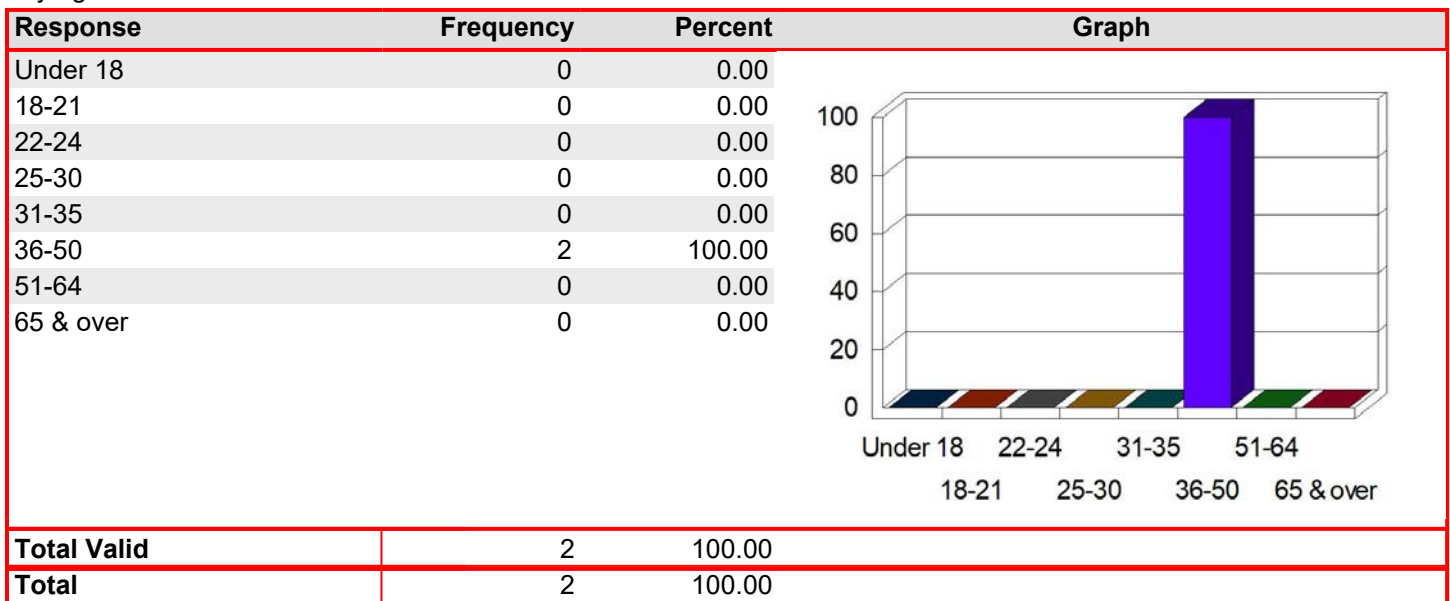 Response Frequency Percent Graph
Under 18 0 0.00
18-21 0 0.00
22-24 0 0.00
25-30 0 0.00
31-35 0 0.00
36-50 2 100.00
51-64 0 0.00
65 & over 0 0.00
100
80
60
40
20
0
Under 18 22-24 31-35 51-64
18-21 25-30 36-50 65 & over
Total Valid 2 100.00
Total 2 100.00